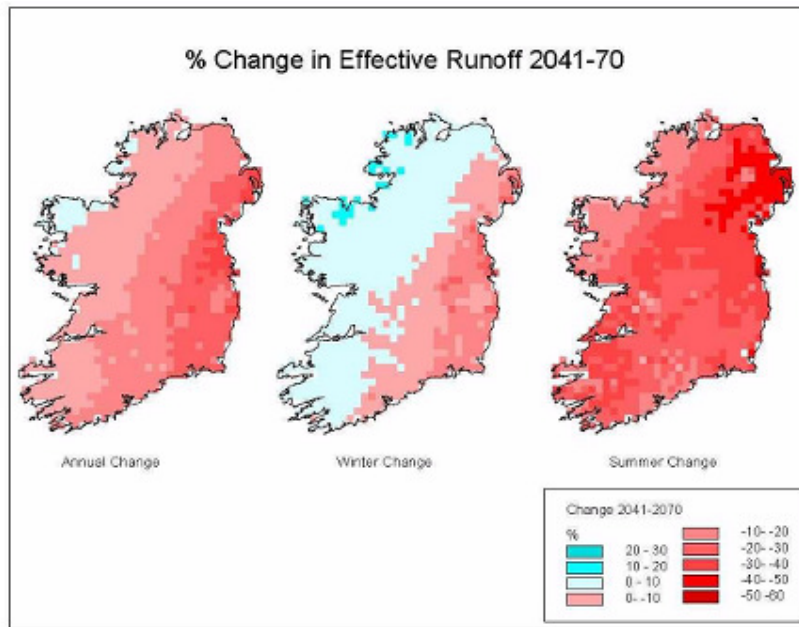 % Change in Effective Runoff 2041-70
Annual Change
Winter Change
Summer Change
Change 2041-2070
%
20 - 30
10 - 20
0 - 10
0- -10
-10- -20
-20- -30
-30- -40
-40- -50
-50 -60